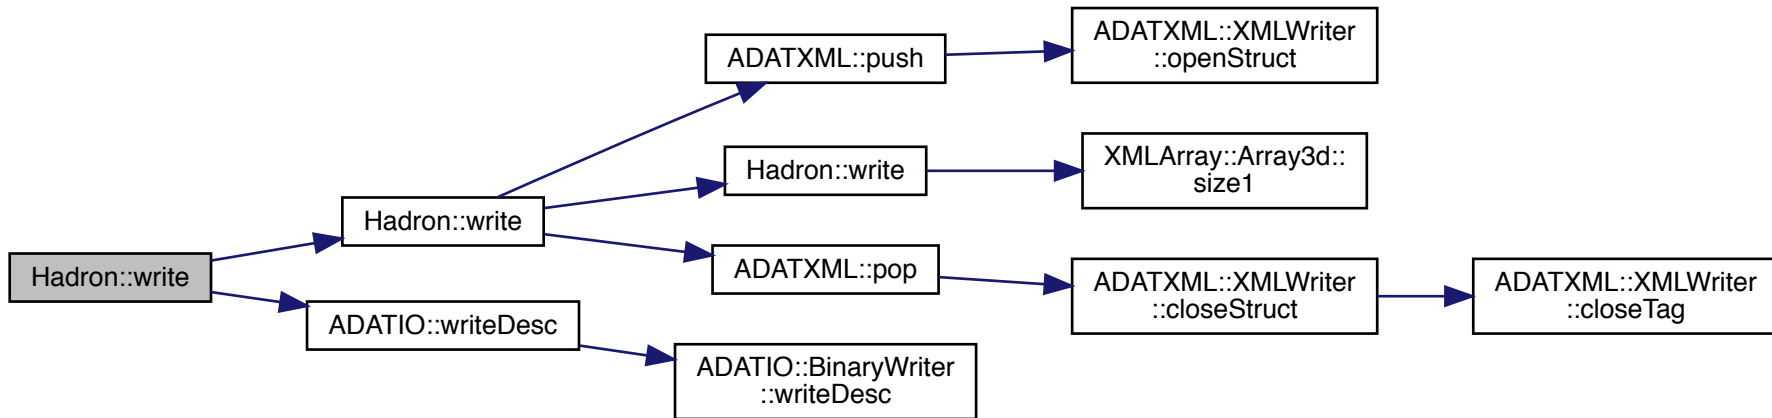 Hadron::write
Hadron::write
ADATIO::writeDesc
ADATXML::push
Hadron::write
ADATXML::pop
ADATIO::BinaryWriter
::writeDesc
ADATXML::XMLWriter
::openStruct
XMLArray::Array3d::
size1
ADATXML::XMLWriter
::closeStruct
ADATXML::XMLWriter
::closeTag